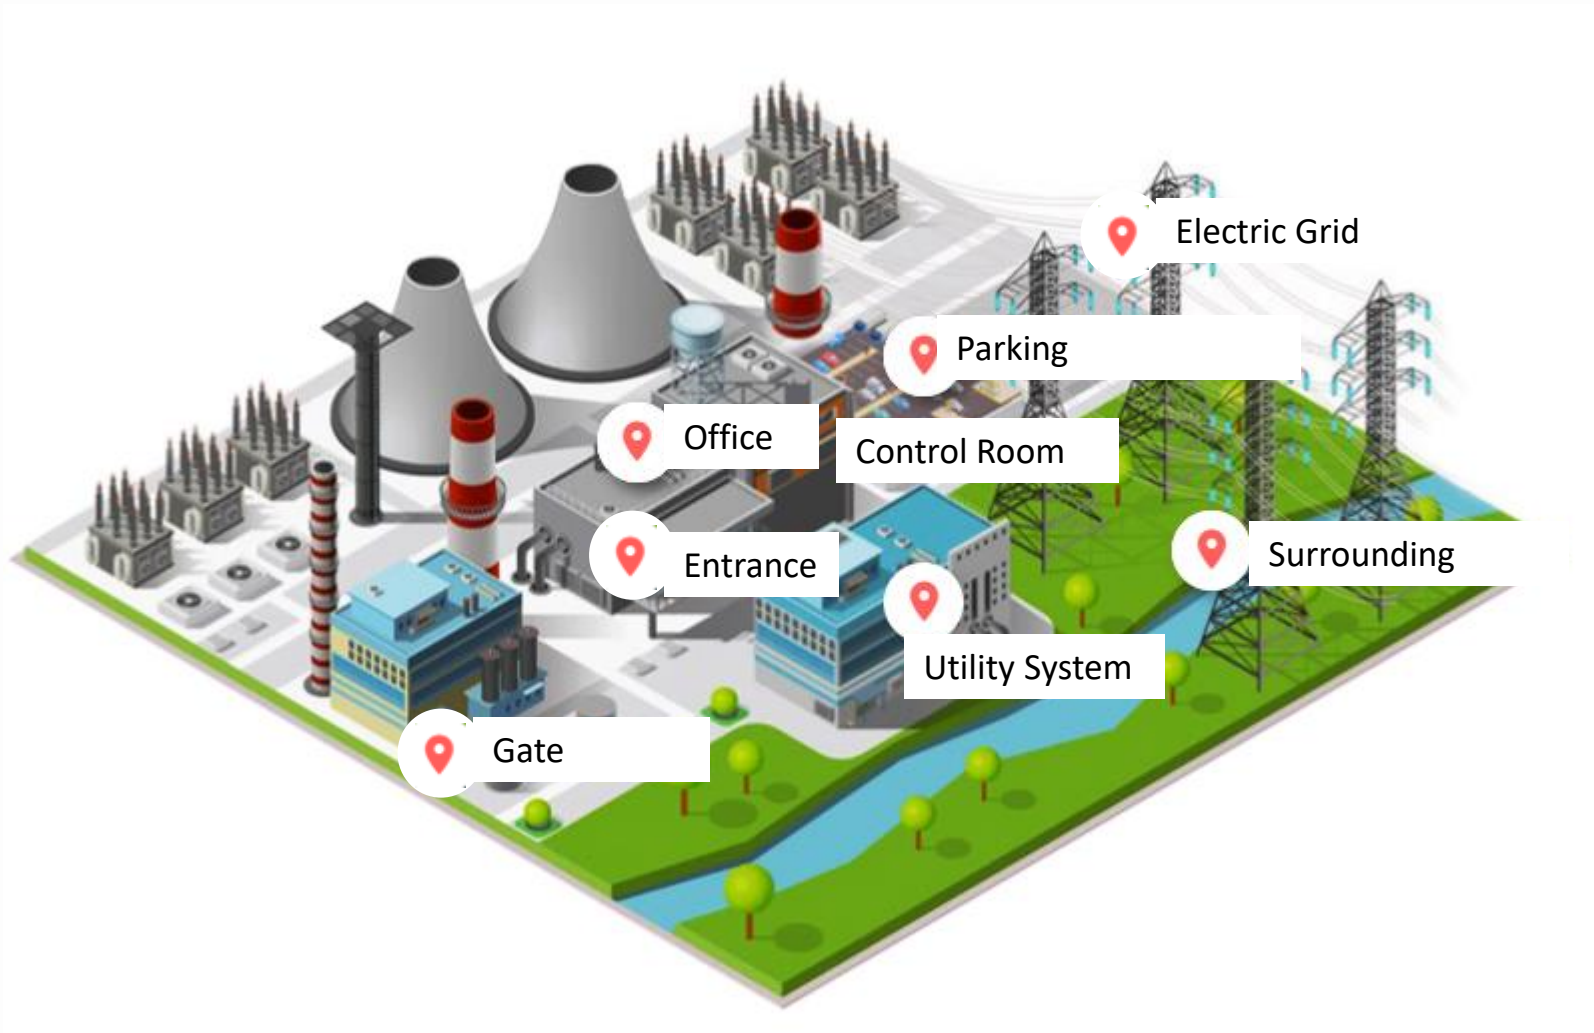 Electric Grid
Parking
Office
Control Room
Entrance
Surrounding
Utility System
Gate